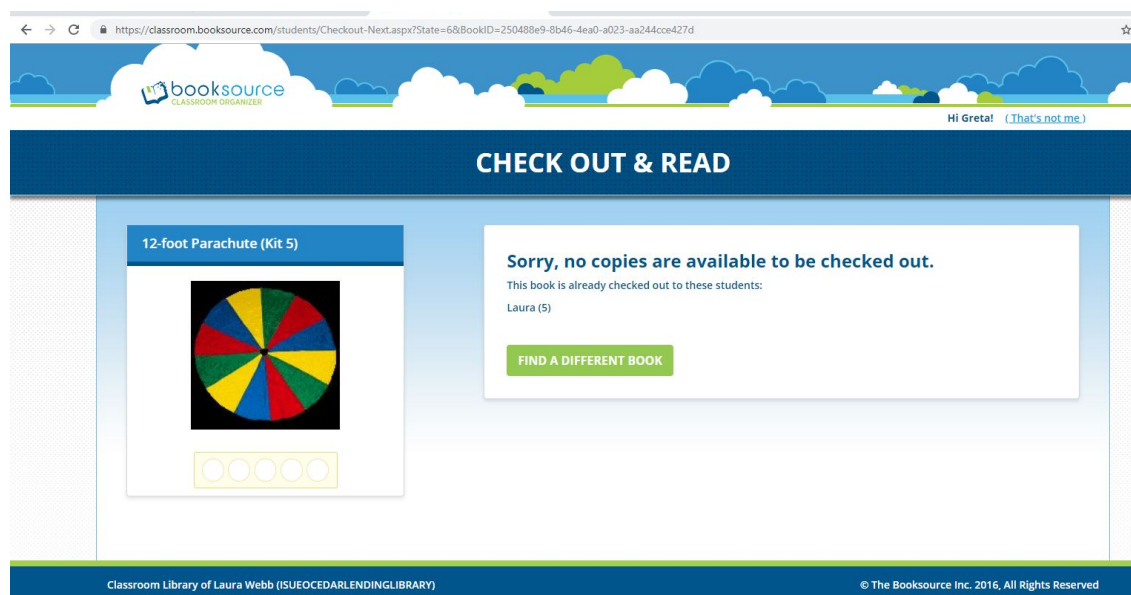 https://classroom.booksource.com/students/Checkout-Next.aspx?State=6&BookID=250488e9-8b46-4ea0-a023-aa244cce427d
booksource
CLASSROOM ORGANIZER
Hi Greta! ( That's not me )
CHECK OUT & READ
12-foot Parachute (Kit 5)
Sorry, no copies are available to be checked out.
This book is already checked out to these students:
Laura (5)
FIND A DIFFERENT BOOK
Classroom Library of Laura Webb (ISUEOCEDARLENDINGLIBRARY) © The Booksource Inc. 2016, All Rights Reserved